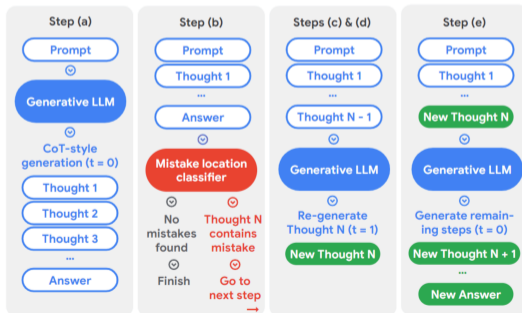 Step (a)
Prompt
Generative LLM
CoT-style
generation (t = 0)
Thought 1
Thought 2
Thought 3
...
Answer
Step (b)
Prompt
Thought 1
...
Answer
Mistake location
classifier
No
mistakes
found
Finish
Thought N
contains
mistake
Go to
next step
→
Steps (c) & (d)
Prompt
Thought 1
...
Thought N - 1
Generative LLM
Re-generate
Thought N (t = 1)
New Thought N
Step (e)
Prompt
Thought 1
...
New Thought N
Generative LLM
Generate remain-
ing steps (t = 0)
New Thought N + 1
...
New Answer